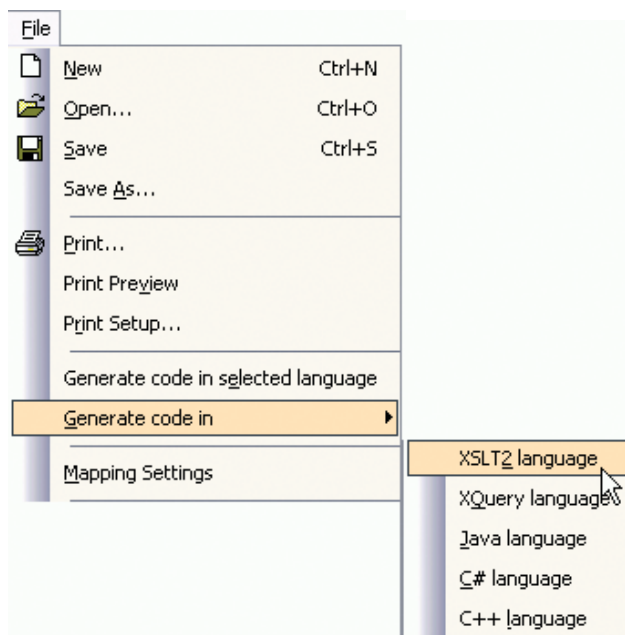 File
New Ctrl+N
Open... Ctrl+O
Save Ctrl+S
Save As...
Print...
Print Preview
Print Setup...
Generate code in selected language
Generate code in
Mapping Settings
XSLT2 language
XQuery language
Java language
C# language
C++ language